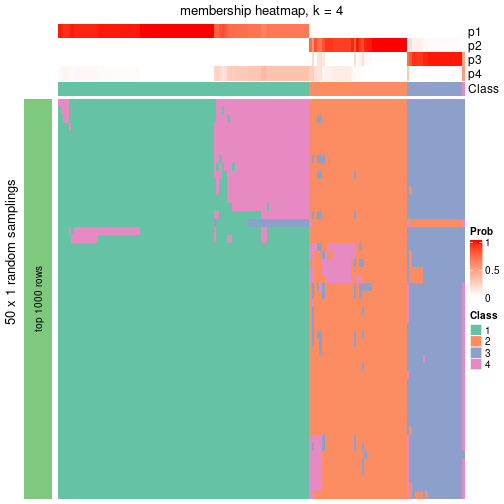 membership heatmap, k = 4
p1
p2
p3
p4
Class
50 x 1 random samplings
top 1000 rows
Prob
1
0.5
0
Class
1
2
3
4